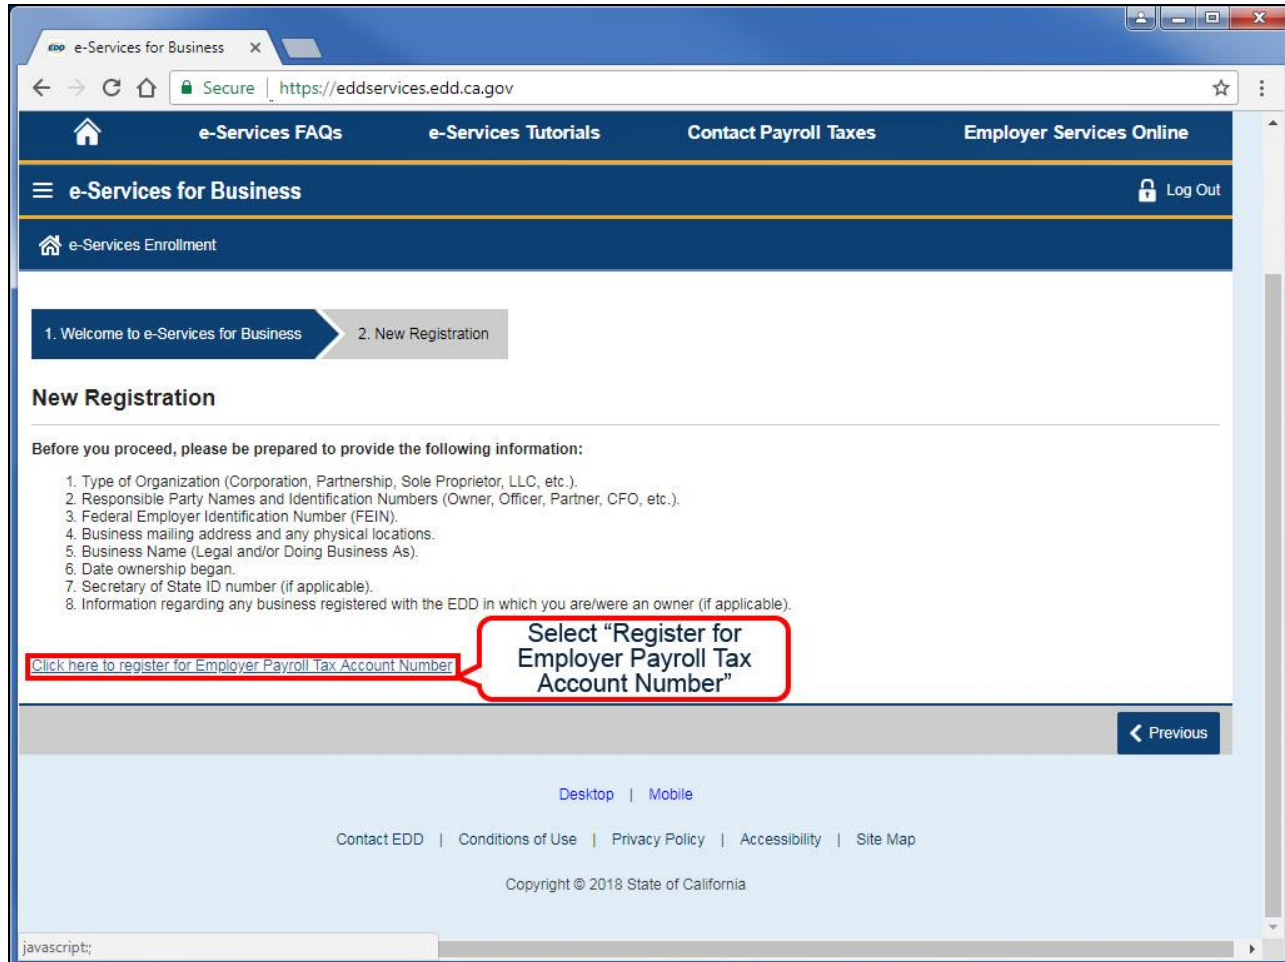 EDD e-Services for Business
Secure | https://eddservices.edd.ca.gov
e-Services FAQs e-Services Tutorials Contact Payroll Taxes Employer Services Online
e-Services for Business Log Out
e-Services Enrollment
1. Welcome to e-Services for Business 2. New Registration
New Registration
Before you proceed, please be prepared to provide the following information:
1. Type of Organization (Corporation, Partnership, Sole Proprietor, LLC, etc.).
2. Responsible Party Names and Identification Numbers (Owner, Officer, Partner, CFO, etc.).
3. Federal Employer Identification Number (FEIN).
4. Business mailing address and any physical locations.
5. Business Name (Legal and/or Doing Business As).
6. Date ownership began.
7. Secretary of State ID number (if applicable).
8. Information regarding any business registered with the EDD in which you are/were an owner (if applicable).
Click here to register for Employer Payroll Tax Account Number
Select “Register for
Employer Payroll Tax
Account Number”
Previous
Desktop | Mobile
Contact EDD | Conditions of Use | Privacy Policy | Accessibility | Site Map
Copyright © 2018 State of California
javascript:;